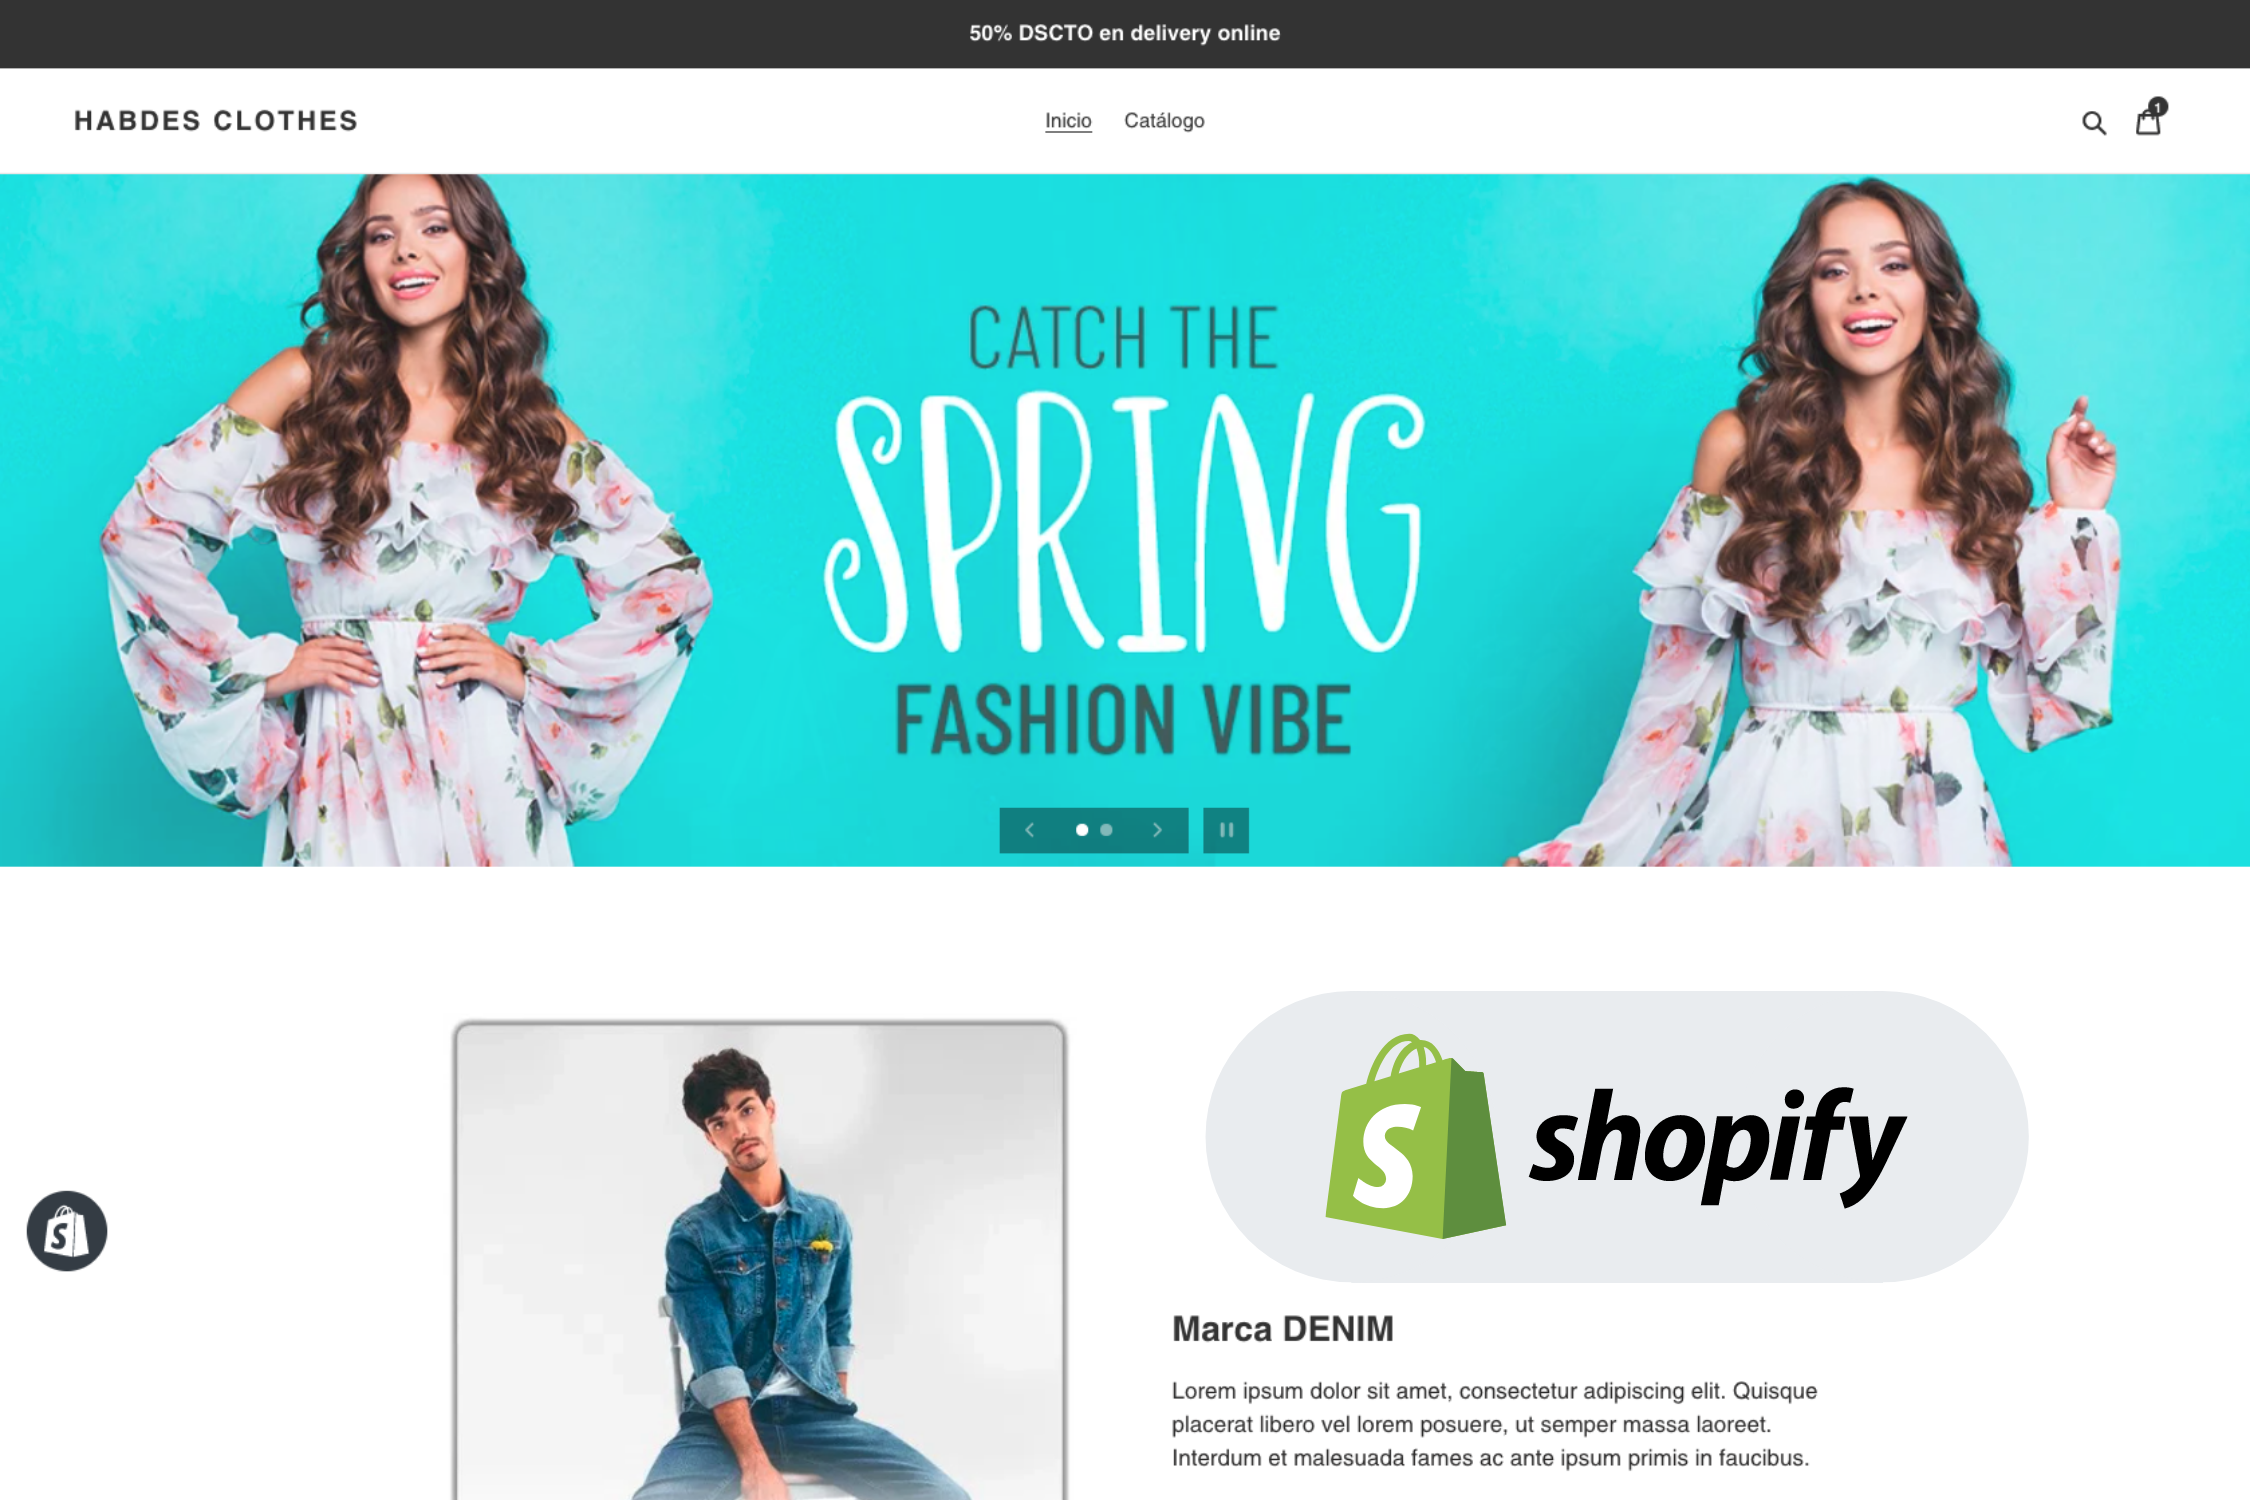 50% DSCTO en delivery online
HABDES CLOTHES
Inicio
Catálogo
1
CATCH THE
SPRING
FASHION VIBE
S shopify
S
Marca DENIM
Lorem ipsum dolor sit amet, consectetur adipiscing elit. Quisque
placerat libero vel lorem posuere, ut semper massa laoreet.
Interdum et malesuada fames ac ante ipsum primis in faucibus.